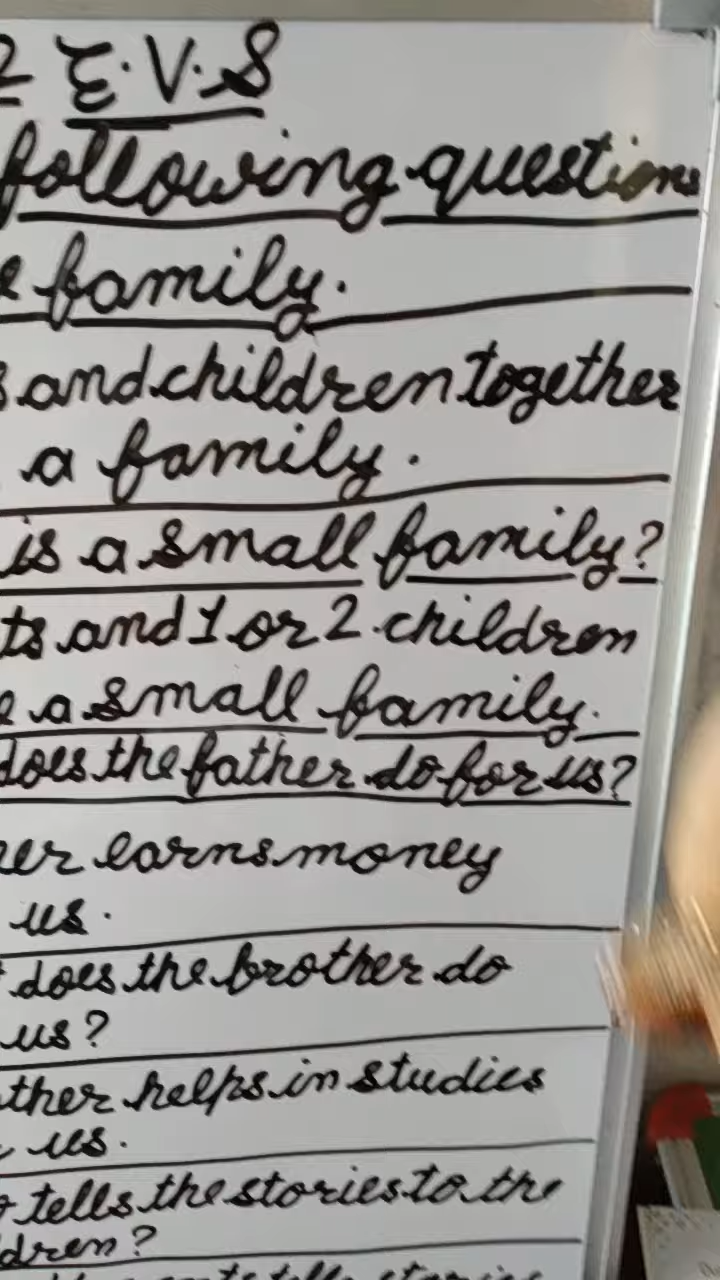 2 E.V.S
following questions
family.
and children together
a family.
is a small family?
ts and 1 or 2 children
a small family.
does the father do for us?
er earns money
us.
does the brother do
us?
ther helps in studies
us.
tells the stories to the
dren?